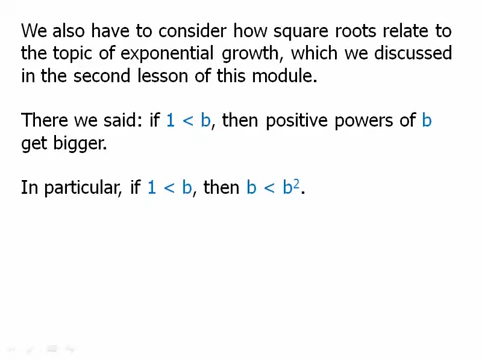 We also have to consider how square roots relate to
the topic of exponential growth, which we discussed
in the second lesson of this module.
There we said: if 1 < b, then positive powers of b
get bigger.
In particular, if 1 < b, then b < b².